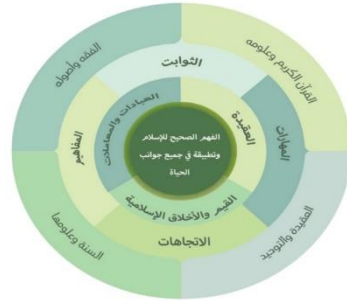 القرآن الكريم وعلومه
الفقه وأصوله
الثوابت
المهارات
المفاهيم
العقيدة
العبادات والمعاملات
الفهم الصحيح للإسلام
وتطبيقة في جميع جوانب
الحياة
القيم والأخلاق الإسلامية
الاتجاهات
العقيدة والتوحيد
السنة وعلومها